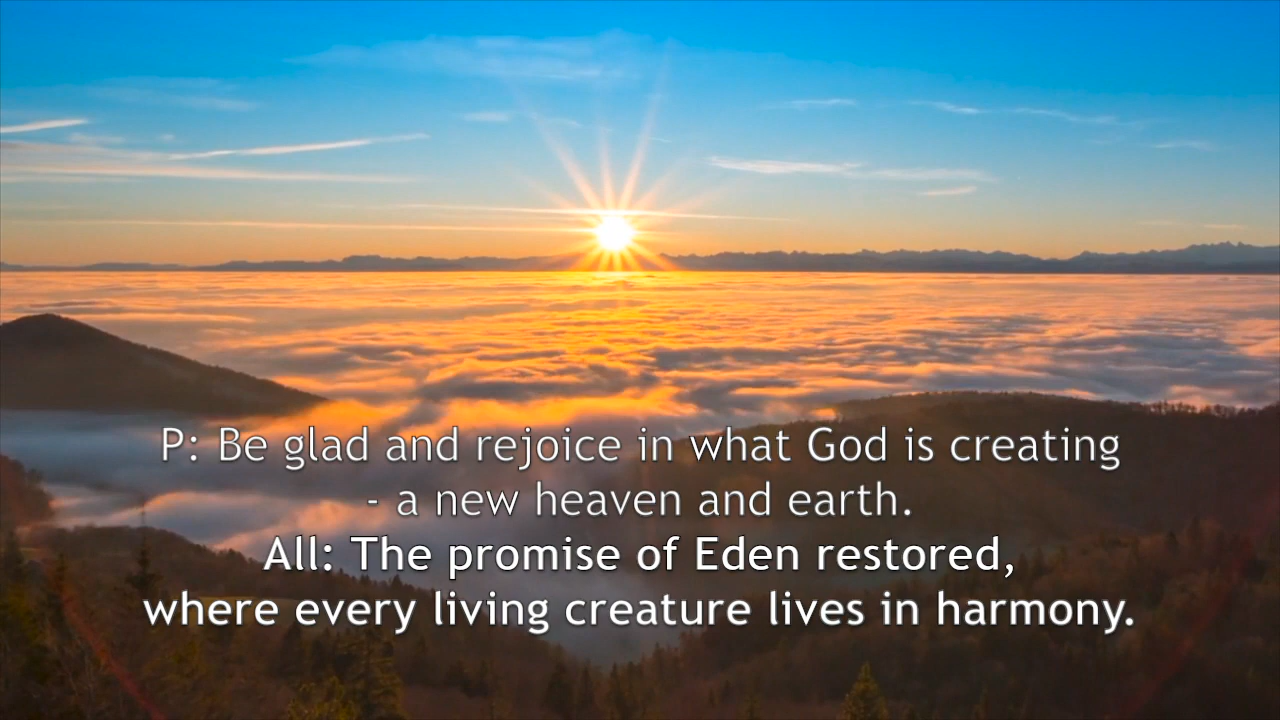 P: Be glad and rejoice in what God is creating
- a new heaven and earth.
All: The promise of Eden restored,
where every living creature lives in harmony.